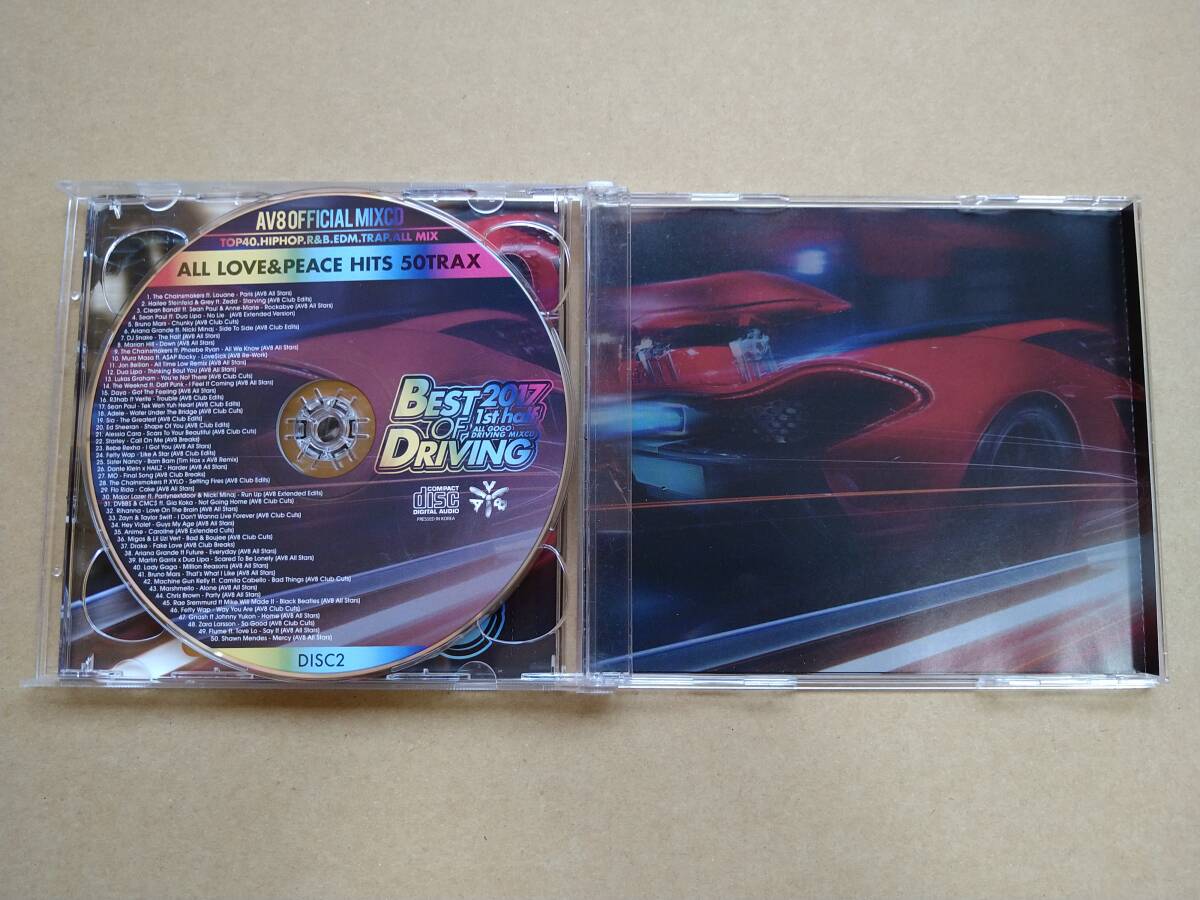 AV8 OFFICIAL MIXCD
TOP40.HIPHOP.R&B.EDM.TRAP.ALL MIX
ALL LOVE&PEACE HITS 50TRAX
1. The Chainsmokers ft. Louane - Paris (AV8 All Stars)
2. Hailee Steinfeld & Grey ft. Zedd - Starving (AV8 Club Edits)
3. Clean Bandit ft. Sean Paul & Anne-Marie - Rockabye (AV8 All Stars)
4. Sean Paul ft. Dua Lipa - No Lie (AV8 Extended Version)
5. Bruno Mars - Chunky (AV8 Club Cuts)
6. Ariana Grande ft. Nicki Minaj - Side To Side (AV8 Club Edits)
7. DJ Snake - The Half (AV8 All Stars)
8. Marian Hill - Down (AV8 All Stars)
9. The Chainsmokers ft. Phoebe Ryan - All We Know (AV8 All Stars)
10. Mura Masa ft. A$AP Rocky - Love$ick (AV8 Re-Work)
11. Jon Bellion - All Time Low Remix (AV8 All Stars)
12. Dua Lipa - Thinking Bout You (AV8 All Stars)
13. Lukas Graham - You're Not There (AV8 Club Cuts)
14. The Weeknd ft. Daft Punk - I Feel It Coming (AV8 All Stars)
15. Daya - Got The Feeling (AV8 All Stars)
16. R3hab ft Verite - Trouble (AV8 Club Edits)
17. Sean Paul - Tek Weh Yuh Heart (AV8 Club Edits)
18. Adele - Water Under The Bridge (AV8 Club Cuts)
19. Sia - The Greatest (AV8 Club Edits)
20. Ed Sheeran - Shape Of You (AV8 Club Edits)
21. Alessia Cara - Scars To Your Beautiful (AV8 Club Cuts)
22. Starley - Call On Me (AV8 Breaks)
23. Bebe Rexha - I Got You (AV8 All Stars)
24. Fetty Wap - Like A Star (AV8 Club Edits)
25. Sister Nancy - Bam Bam (Tim Hox x AV8 Remix)
26. Dante Klein x HAILZ - Harder (AV8 All Stars)
27. MO - Final Song (AV8 Club Breaks)
28. The Chainsmokers ft XYLO - Setting Fires (AV8 Club Edits)
29. Flo Rida - Cake (AV8 All Stars)
30. Major Lazer ft. Partynextdoor & Nicki Minaj - Run Up (AV8 Extended Edits)
31. DVBBS & CMC$ ft. Gia Koka - Not Going Home (AV8 Club Cuts)
32. Rihanna - Love On The Brain (AV8 All Stars)
33. Zayn & Taylor Swift - I Don't Wanna Live Forever (AV8 Club Cuts)
34. Hey Violet - Guys My Age (AV8 All Stars)
35. Amine - Caroline (AV8 Extended Cuts)
36. Migos & Lil Uzi Vert - Bad & Boujee (AV8 Club Cuts)
37. Drake - Fake Love (AV8 Club Breaks)
38. Ariana Grande ft Future - Everyday (AV8 All Stars)
39. Martin Garrix x Dua Lipa - Scared To Be Lonely (AV8 All Stars)
40. Lady Gaga - Million Reasons (AV8 All Stars)
41. Bruno Mars - That's What I Like (AV8 All Stars)
42. Machine Gun Kelly ft. Camila Cabello - Bad Things (AV8 Club Cuts)
43. Marshmello - Alone (AV8 All Stars)
44. Chris Brown - Party (AV8 All Stars)
45. Rae Sremmurd ft Mike Will Made It - Black Beatles (AV8 All Stars)
46. Fetty Wap - Way You Are (AV8 Club Cuts)
47. Gnash ft Johnny Yukon - Home (AV8 All Stars)
48. Zara Larsson - So Good (AV8 Club Cuts)
49. Flume ft. Tove Lo - Say It (AV8 Club Cuts)
50. Shawn Mendes - Mercy (AV8 All Stars)
BEST OF DRIVING
2017
1st half
ALL GOGO
DRIVING MIXCD
COMPACT
disc
DIGITAL AUDIO
PRESSED IN KOREA
DISC2